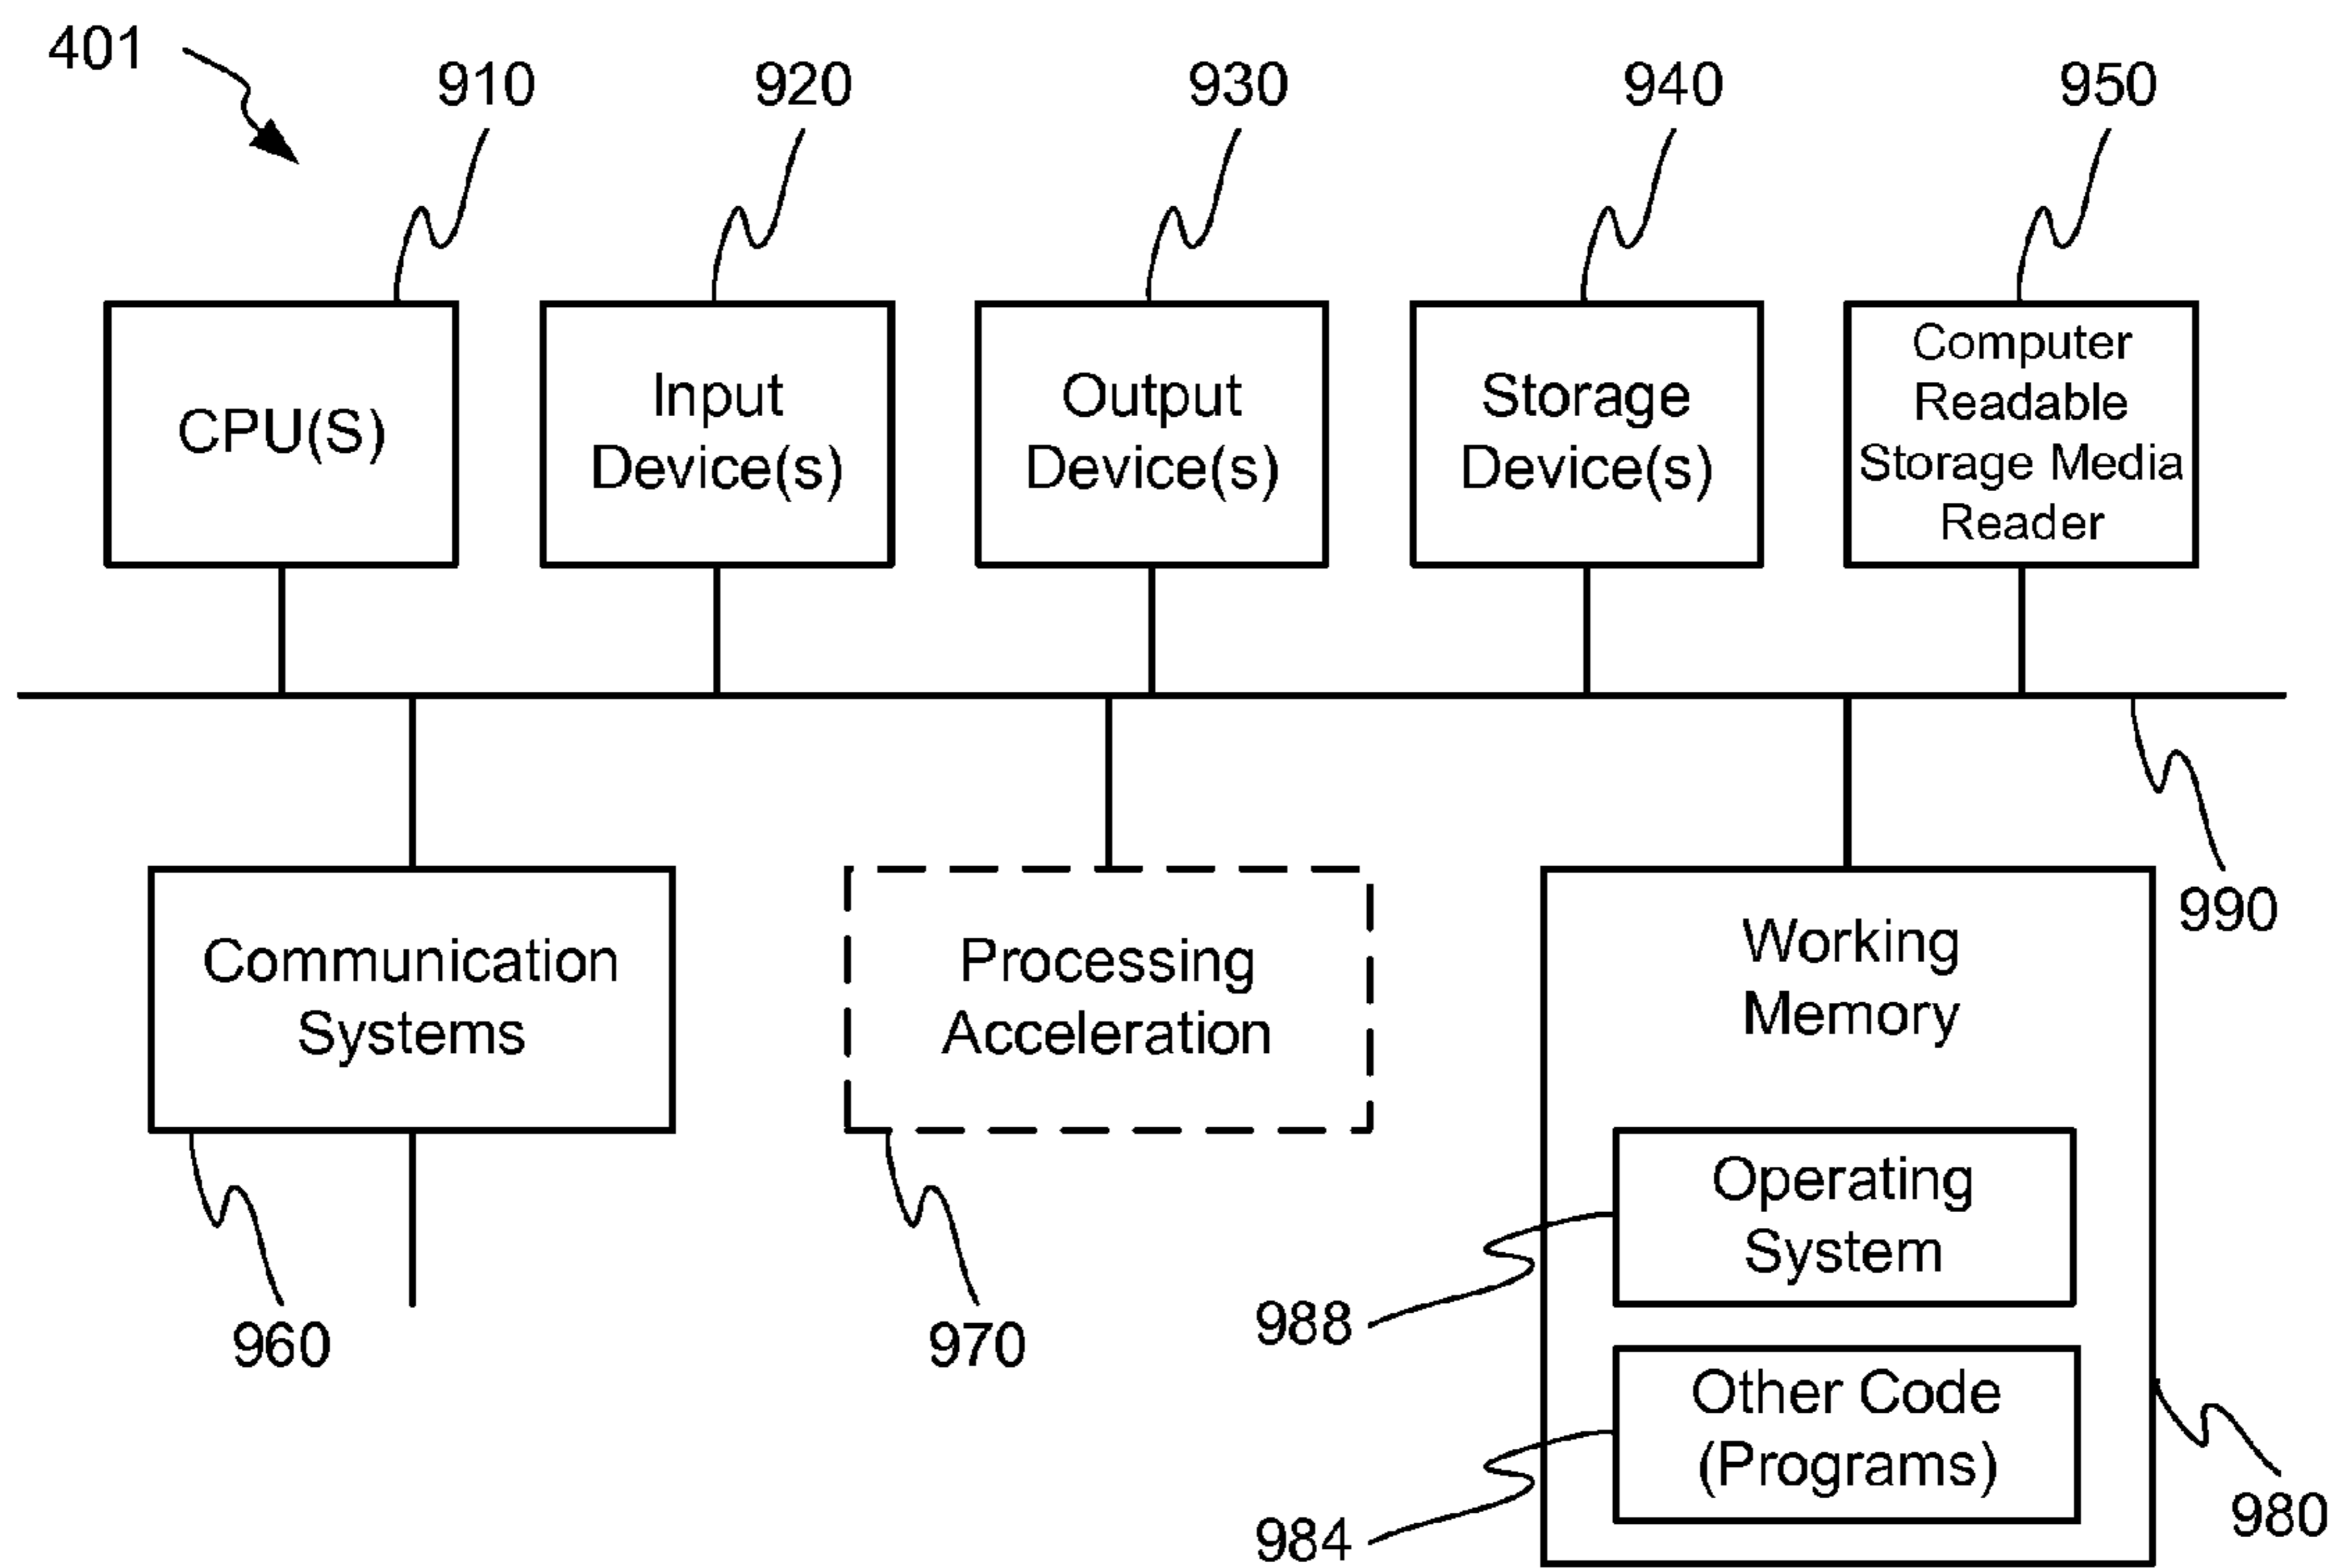 401
910
920
930
940
950
CPU(S)
Input
Device(s)
Output
Device(s)
Storage
Device(s)
Computer
Readable
Storage Media
Reader
990
Communication
Systems
Processing
Acceleration
Working
Memory
Operating
System
Other Code
(Programs)
960
970
988
984
980